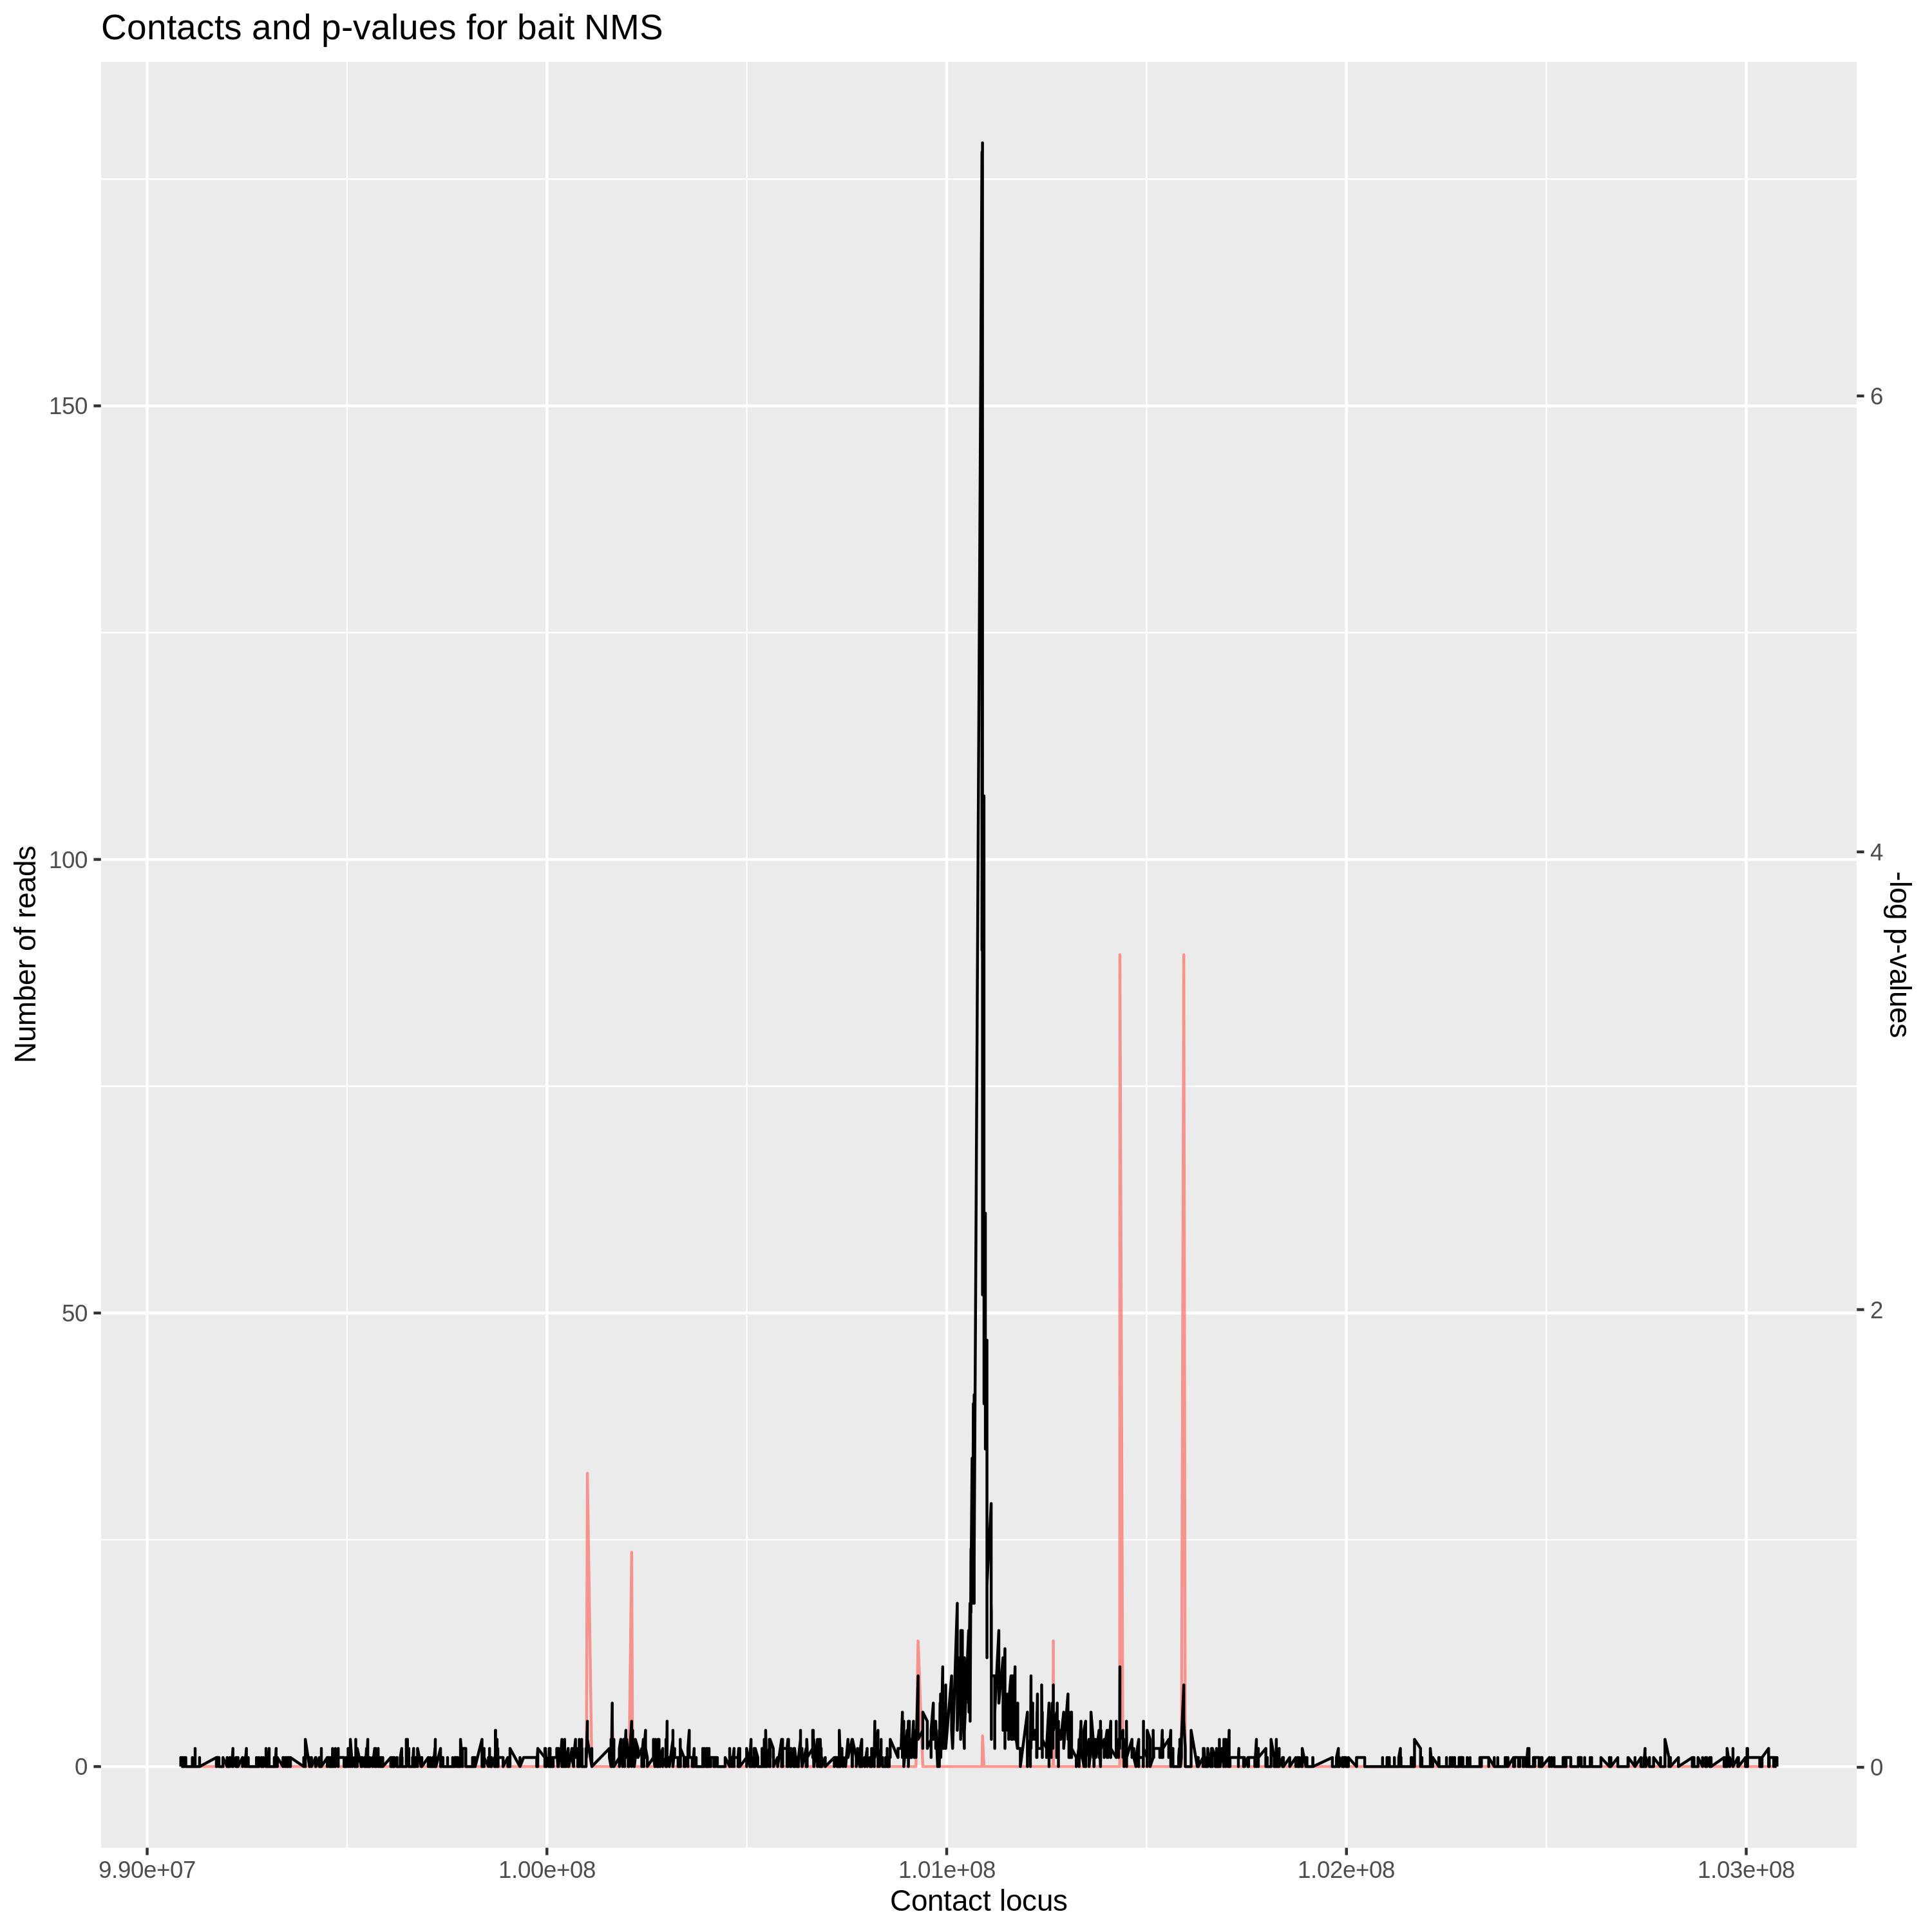 Contacts and p-values for bait NMS
Number of reads
150
100
50
0
6
4
2
0
-log p-values
9.90e+07 1.00e+08 1.01e+08 1.02e+08 1.03e+08
Contact locus